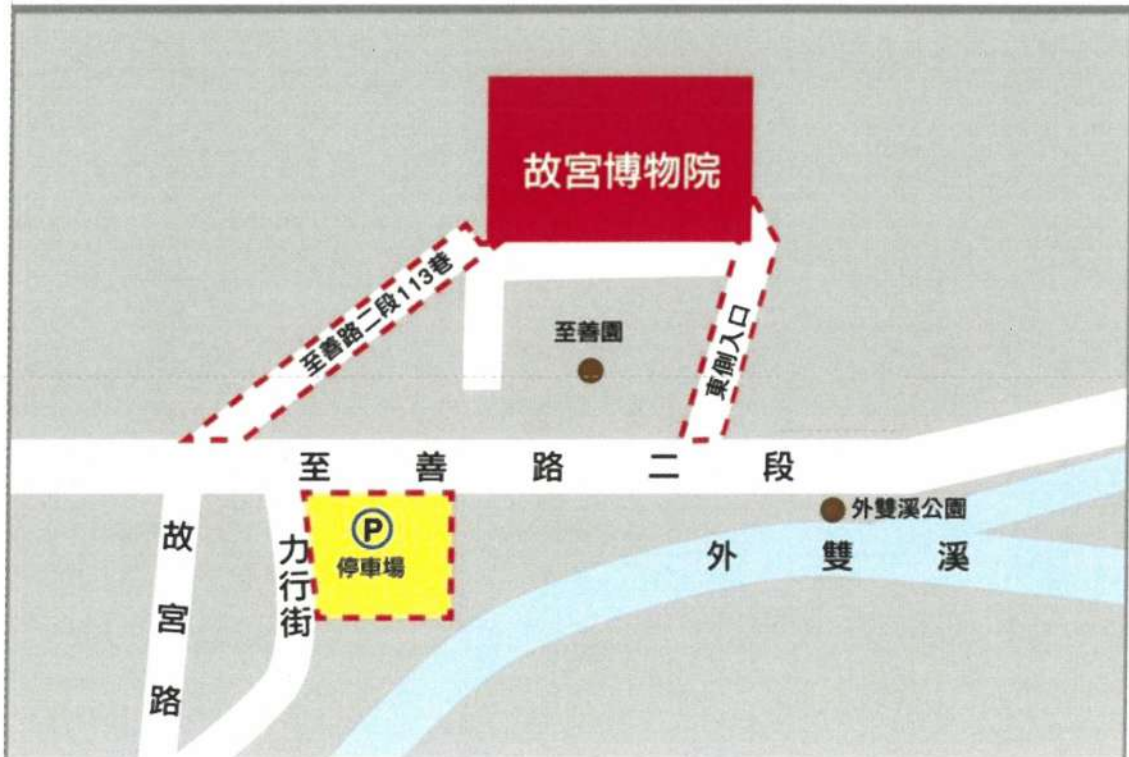 故宮博物院
至善路二段113巷
至善園
東側入口
至善路二段
外雙溪公園
P
停車場
外雙溪
力行街
故宮路